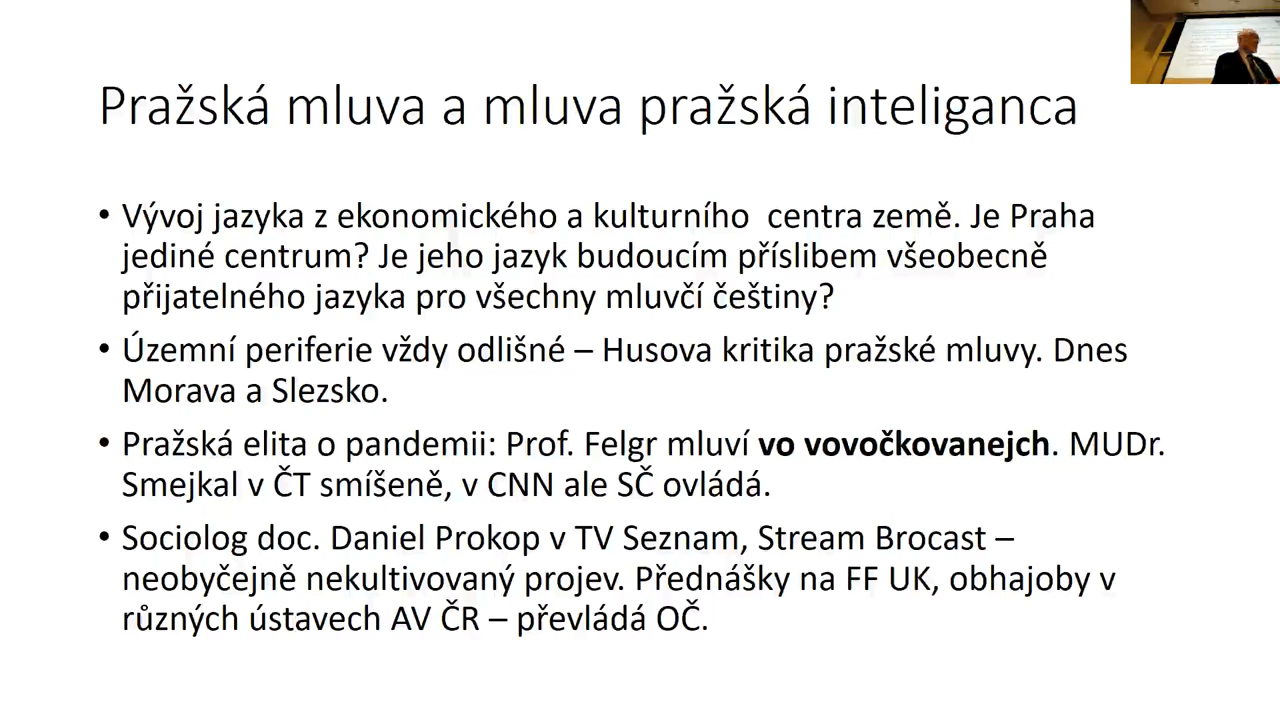 Pražská mluva a mluva pražská inteliganca
• Vývoj jazyka z ekonomického a kulturního  centra země. Je Praha
jediné centrum? Je jeho jazyk budoucím příslibem všeobecně
přijatelného jazyka pro všechny mluvčí češtiny?
• Územní periferie vždy odlišné – Husova kritika pražské mluvy. Dnes
Morava a Slezsko.
• Pražská elita o pandemii: Prof. Felgr mluví vo vovočkovanejch. MUDr.
Smejkal v ČT smíšeně, v CNN ale SČ ovládá.
• Sociolog doc. Daniel Prokop v TV Seznam, Stream Brocast –
neobyčejně nekultivovaný projev. Přednášky na FF UK, obhajoby v
různých ústavech AV ČR – převládá OČ.